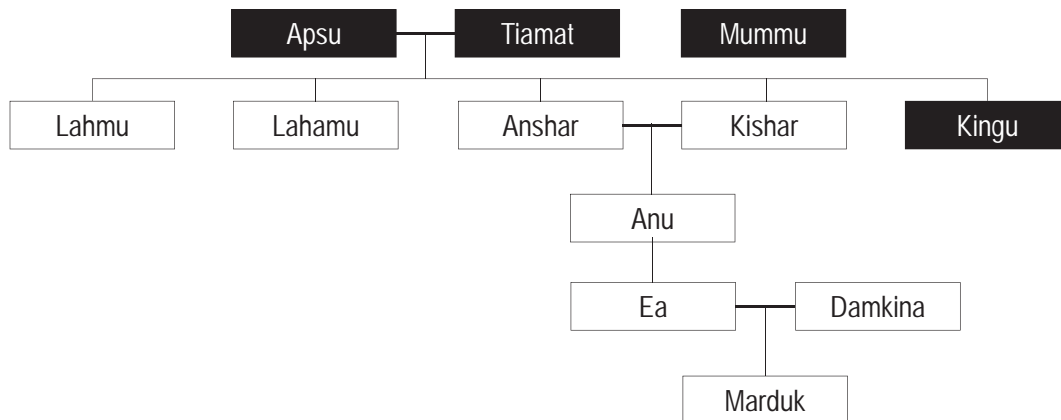 Apsu Tiamat Mummu
Lahmu Lahamu Anshar Kishar Kingu
Anu
Ea Damkina
Marduk